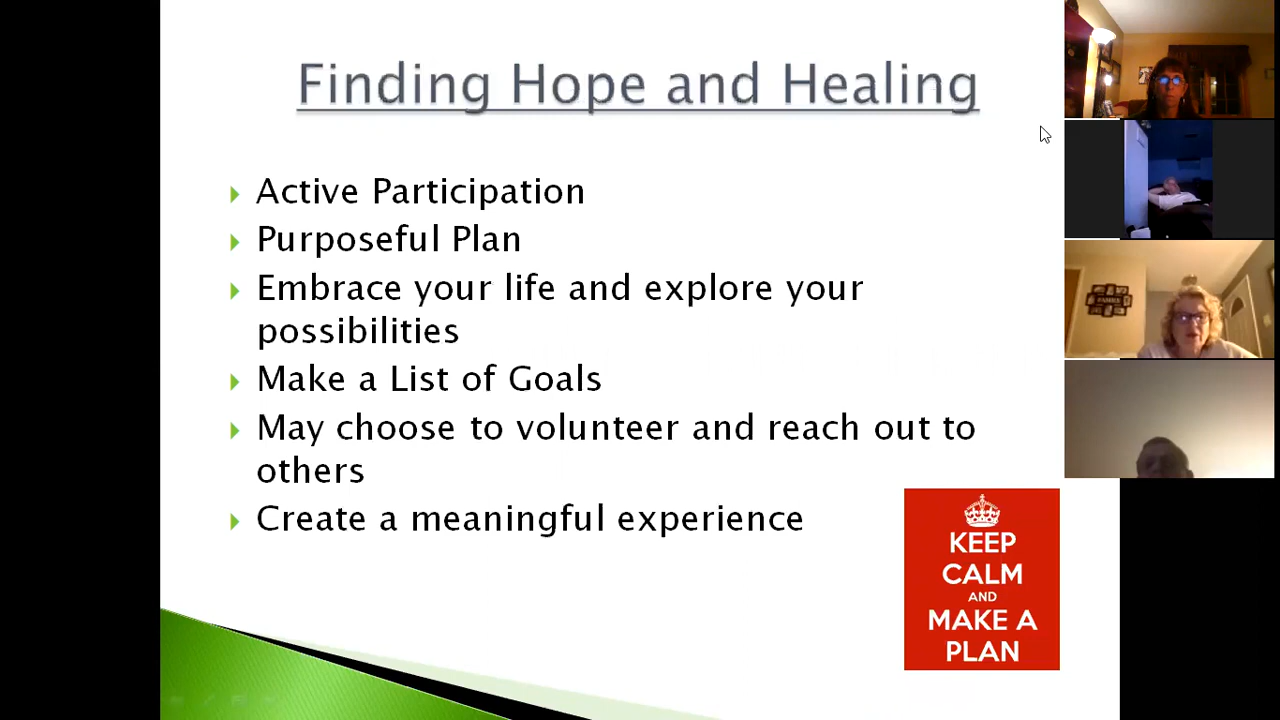 Finding Hope and Healing
Active Participation
Purposeful Plan
Embrace your life and explore your
possibilities
Make a List of Goals
May choose to volunteer and reach out to
others
Create a meaningful experience
KEEP
CALM
AND
MAKE A
PLAN
FAMILY